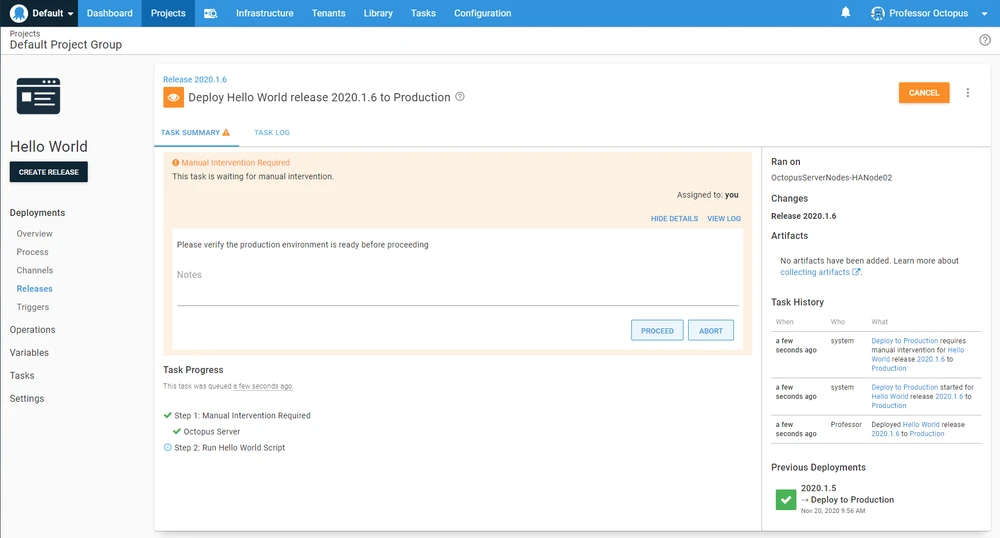 Default
Dashboard
Projects
Infrastructure
Tenants
Library
Tasks
Configuration
Professor Octopus
Projects
Default Project Group
Hello World
CREATE RELEASE
Deployments
Overview
Process
Channels
Releases
Triggers
Operations
Variables
Tasks
Settings
Release 2020.1.6
Deploy Hello World release 2020.1.6 to Production
CANCEL
TASK SUMMARY
TASK LOG
Manual Intervention Required
This task is waiting for manual intervention.
Assigned to: you
HIDE DETAILS VIEW LOG
Please verify the production environment is ready before proceeding
Notes
PROCEED
ABORT
Task Progress
This task was queued a few seconds ago
Step 1: Manual Intervention Required
Octopus Server
Step 2: Run Hello World Script
Ran on
OctopusServerNodes-HANode02
Changes
Release 2020.1.6
Artifacts
No artifacts have been added. Learn more about
collecting artifacts.
Task History
When Who What
a few seconds ago system Deploy to Production requires manual intervention for Hello World release 2020.1.6 to Production
a few seconds ago system Deploy to Production started for Hello World release 2020.1.6 to Production
a few seconds ago Professor Deployed Hello World release 2020.1.6 to Production
Previous Deployments
2020.1.5
→ Deploy to Production
Nov 20, 2020 9:56 AM